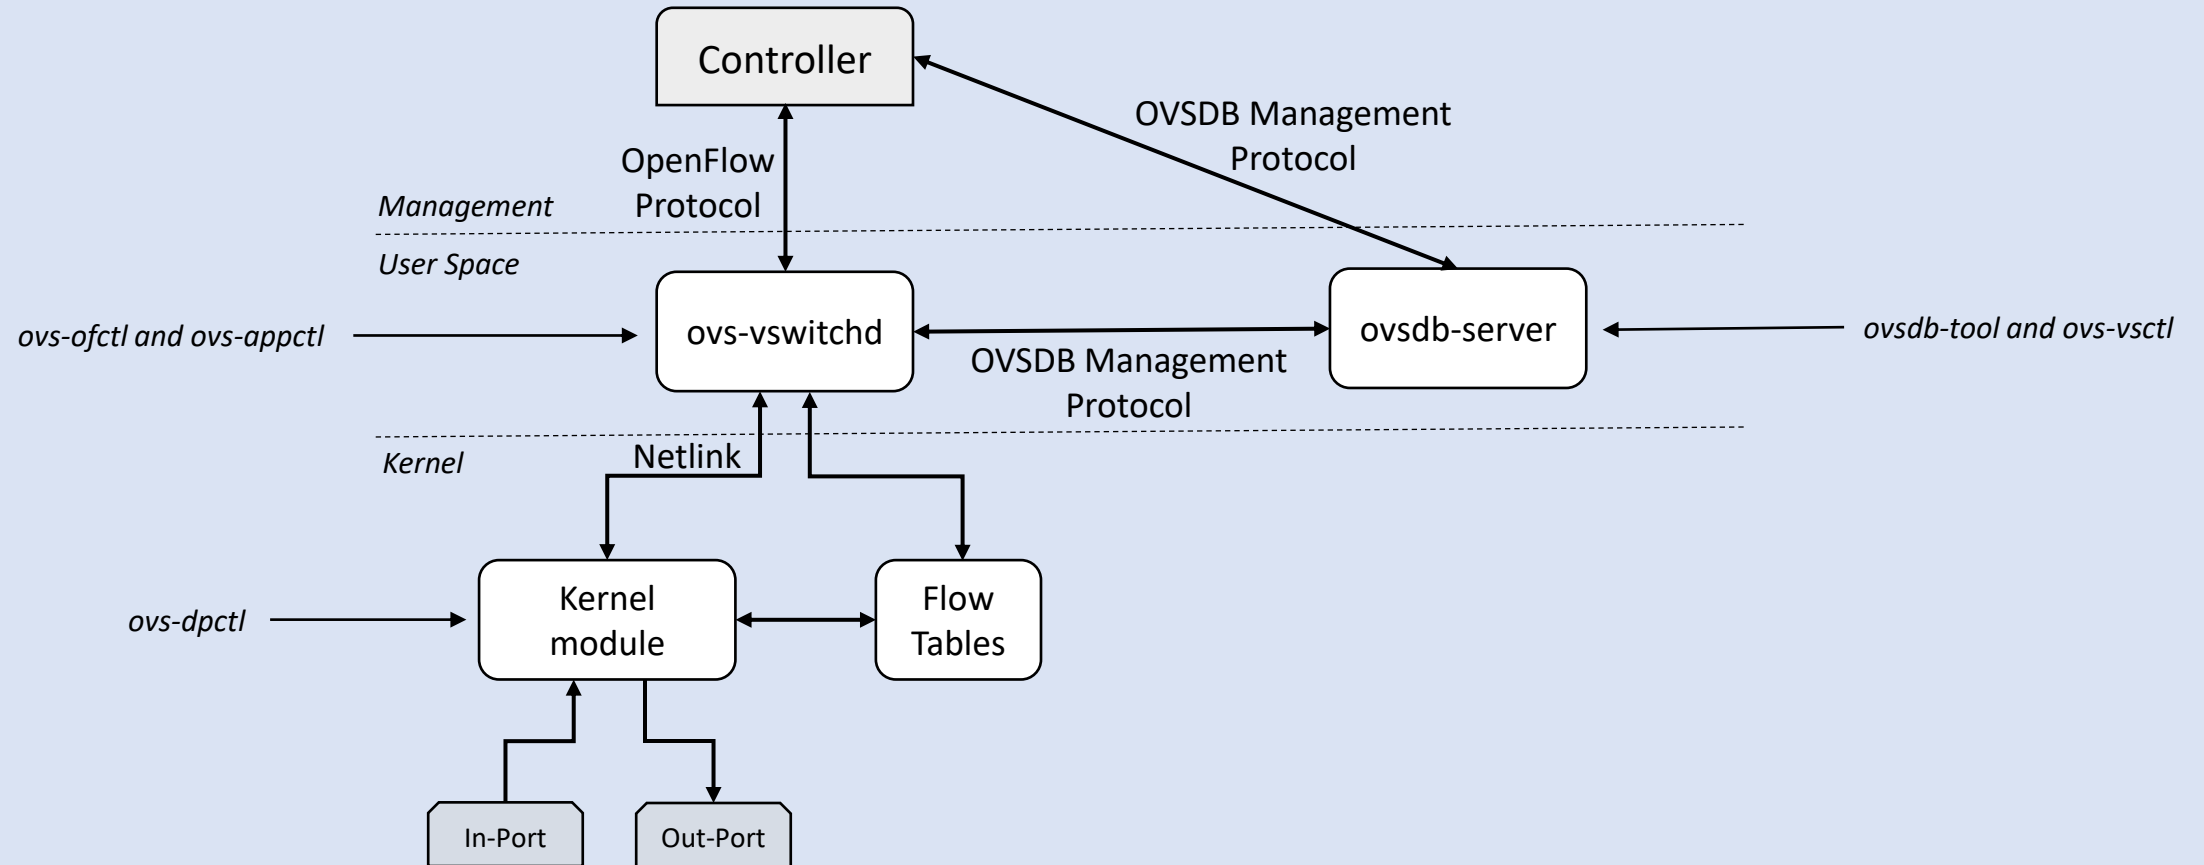 Controller
OVSDB Management
Protocol
OpenFlow
Protocol
Management
User Space
ovs-ofctl and ovs-appctl
ovs-vswitchd
ovsdb-server
ovsdb-tool and ovs-vsctl
OVSDB Management
Protocol
Netlink
Kernel
Kernel
module
Flow
Tables
ovs-dpctl
In-Port
Out-Port